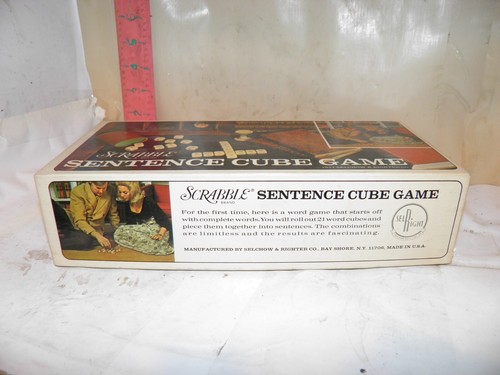 SCRABBLE
SENTENCE CUBE GAME
SCRABBLE® SENTENCE CUBE GAME
BRAND
For the first time, here is a word game that starts off
with complete words. You will roll out 21 word cubes and
piece them together into sentences. The combinations
are limitless and the results are fascinating.
MANUFACTURED BY SELCHOW & RIGHTER CO., BAY SHORE, N.Y. 11706, MADE IN U.S.A.
SELRIGHT